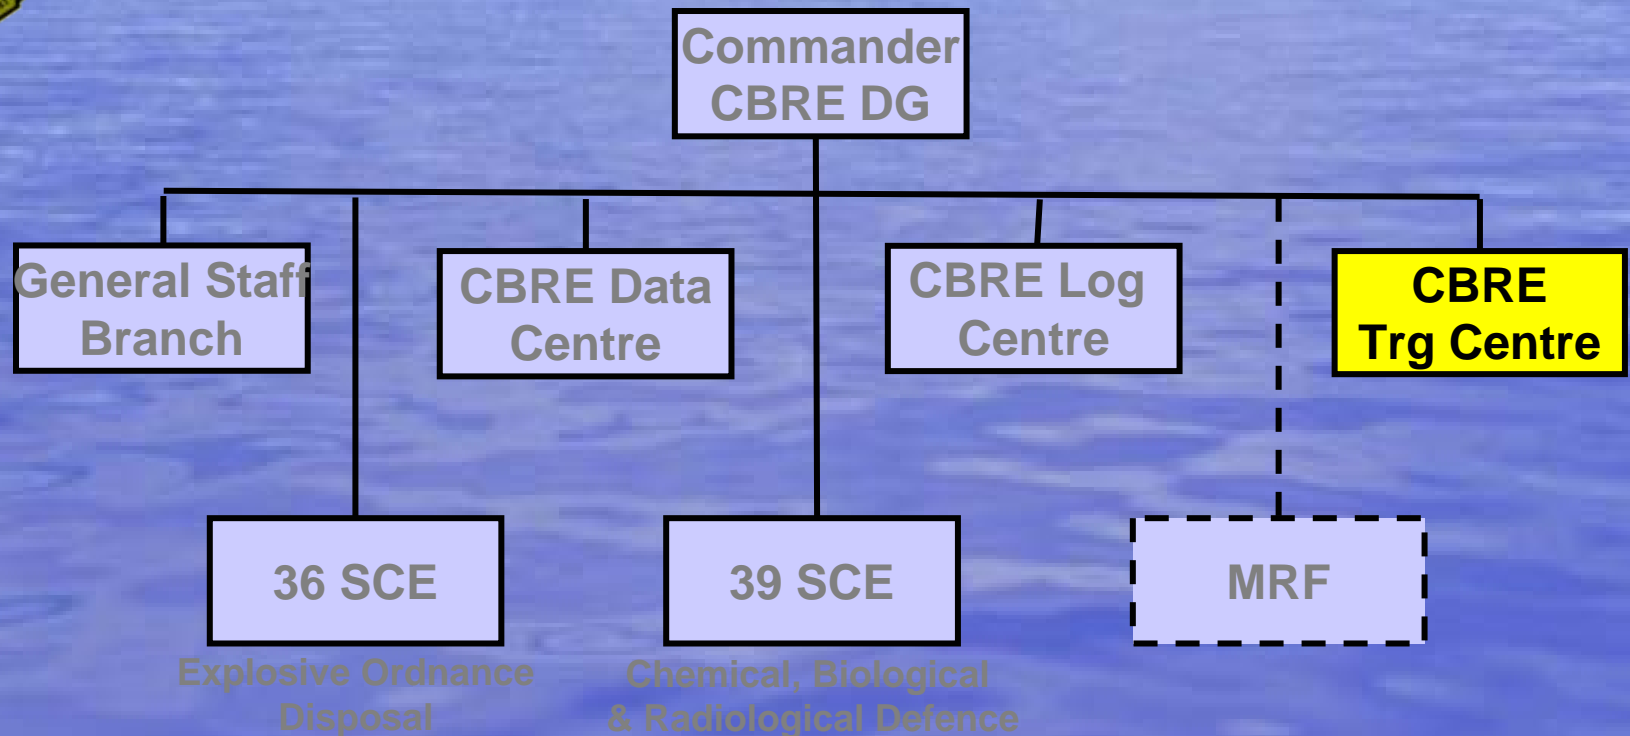 Commander
CBRE DG
General Staff
Branch
CBRE Data
Centre
CBRE Log
Centre
CBRE
Trg Centre
36 SCE
39 SCE
MRF
Explosive Ordnance
Disposal
Chemical, Biological
& Radiological Defence